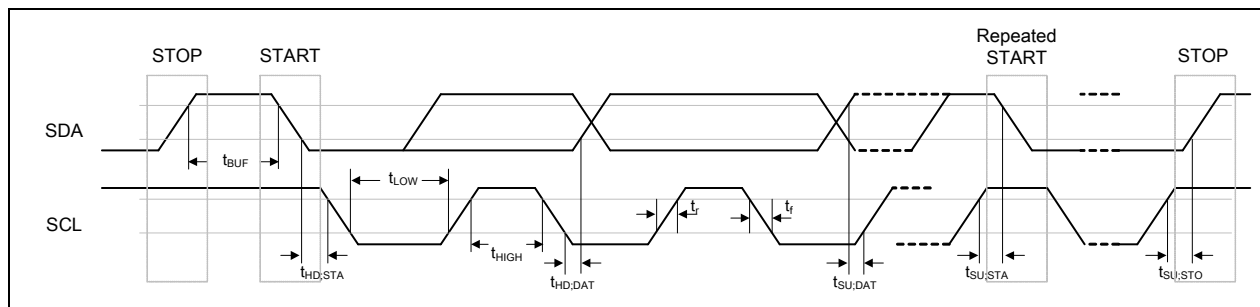 STOP
START
Repeated
START
STOP
SDA
tBUF
tLOW
SCL
tr
tf
tHD;STA
tHIGH
tHD;DAT
tSU;DAT
tSU;STA
tSU;STO